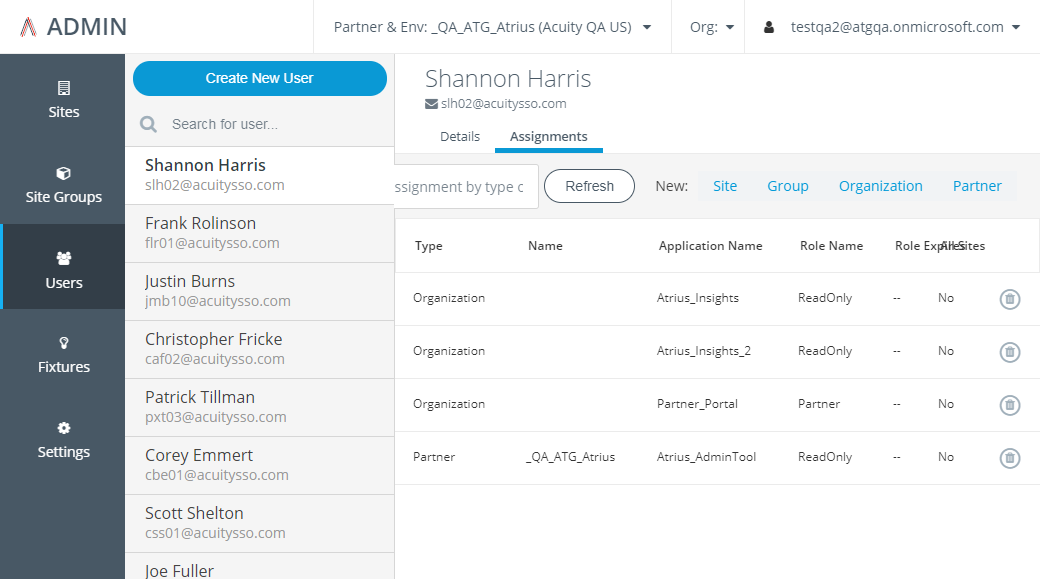 ADMIN
Partner & Env: _QA_ATG_Atrius (Acuity QA US)
Org:
testqa2@atgqa.onmicrosoft.com
Sites
Site Groups
Users
Fixtures
Settings
Create New User
Search for user...
Shannon Harris
slh02@acuitysso.com
Frank Rolinson
flr01@acuitysso.com
Justin Burns
jmb10@acuitysso.com
Christopher Fricke
caf02@acuitysso.com
Patrick Tillman
pxt03@acuitysso.com
Corey Emmert
cbe01@acuitysso.com
Scott Shelton
css01@acuitysso.com
Joe Fuller
Shannon Harris
slh02@acuitysso.com
Details Assignments
ssignment by type c Refresh New: Site Group Organization Partner
Type Name Application Name Role Name Role Expires All Sites
Organization Atrius_Insights ReadOnly -- No
Organization Atrius_Insights_2 ReadOnly -- No
Organization Partner_Portal Partner -- No
Partner _QA_ATG_Atrius Atrius_AdminTool ReadOnly -- No